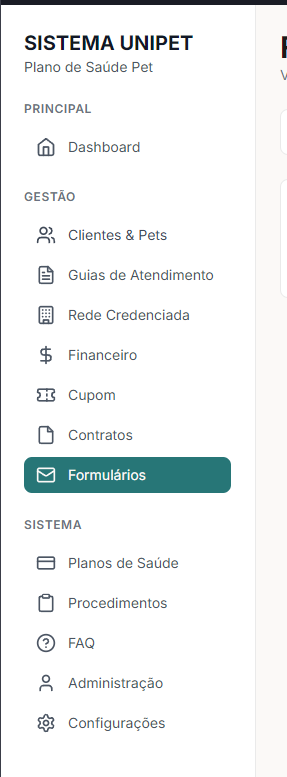 SISTEMA UNIPET
Plano de Saúde Pet
PRINCIPAL
Dashboard
GESTÃO
Clientes & Pets
Guias de Atendimento
Rede Credenciada
Financeiro
Cupom
Contratos
Formulários
SISTEMA
Planos de Saúde
Procedimentos
FAQ
Administração
Configurações